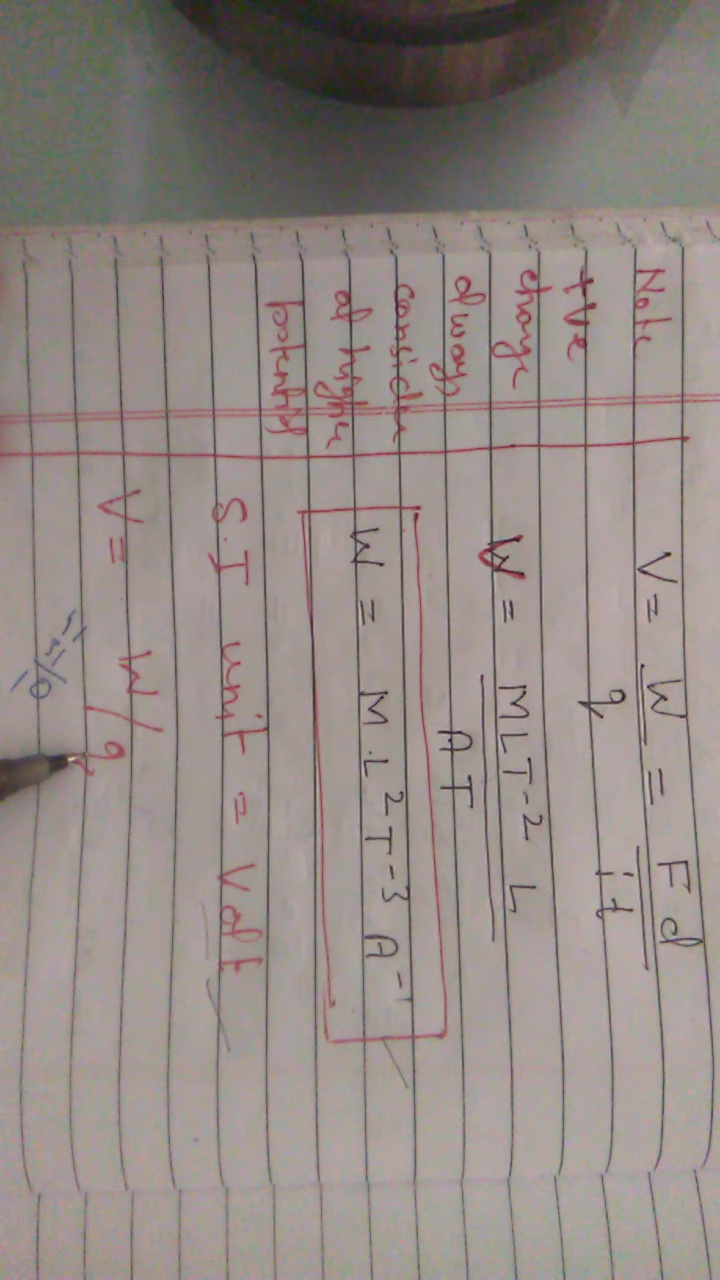 Note
+ve
charge
always
consider
at higher
potential
V = W/q = Fd/it
W = MLT-2 L/AT
W = M L2 T-3 A-1
S.I unit = Volt
V = W/q